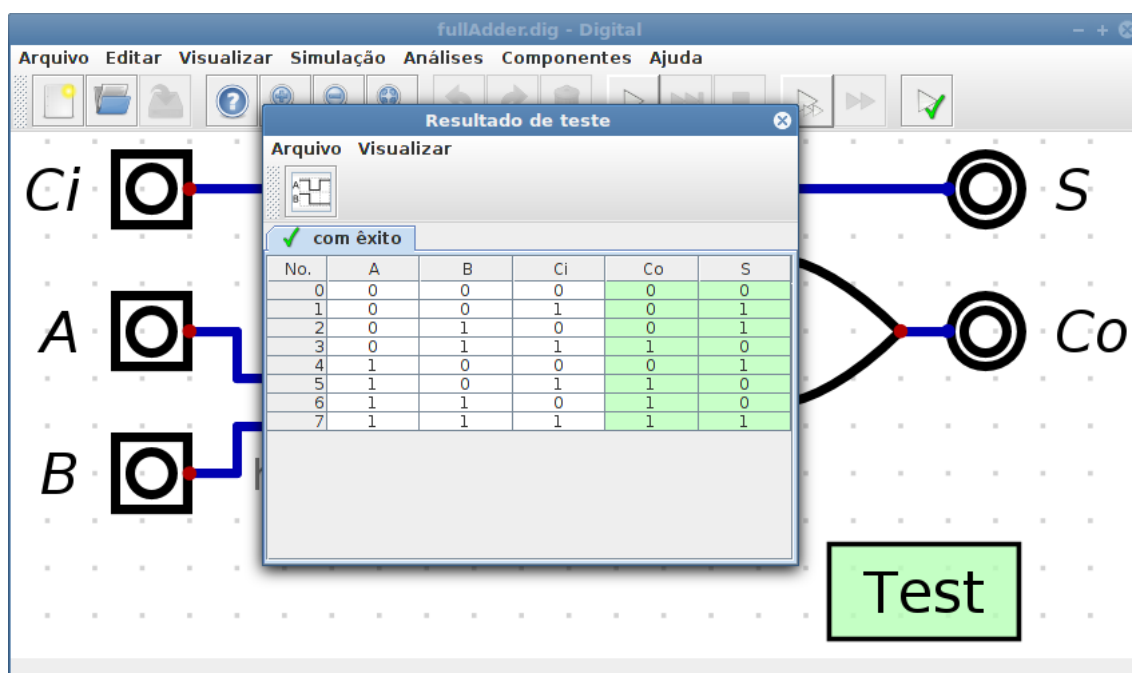 fullAdder.dig - Digital
Arquivo Editar Visualizar Simulação Análises Componentes Ajuda
Resultado de teste
Arquivo Visualizar
A
B
com êxito
No. A B Ci Co S
0 0 0 0 0 0
1 0 0 1 0 1
2 0 1 0 0 1
3 0 1 1 1 0
4 1 0 0 0 1
5 1 0 1 1 0
6 1 1 0 1 0
7 1 1 1 1 1
Ci
S
A
Co
B
Test